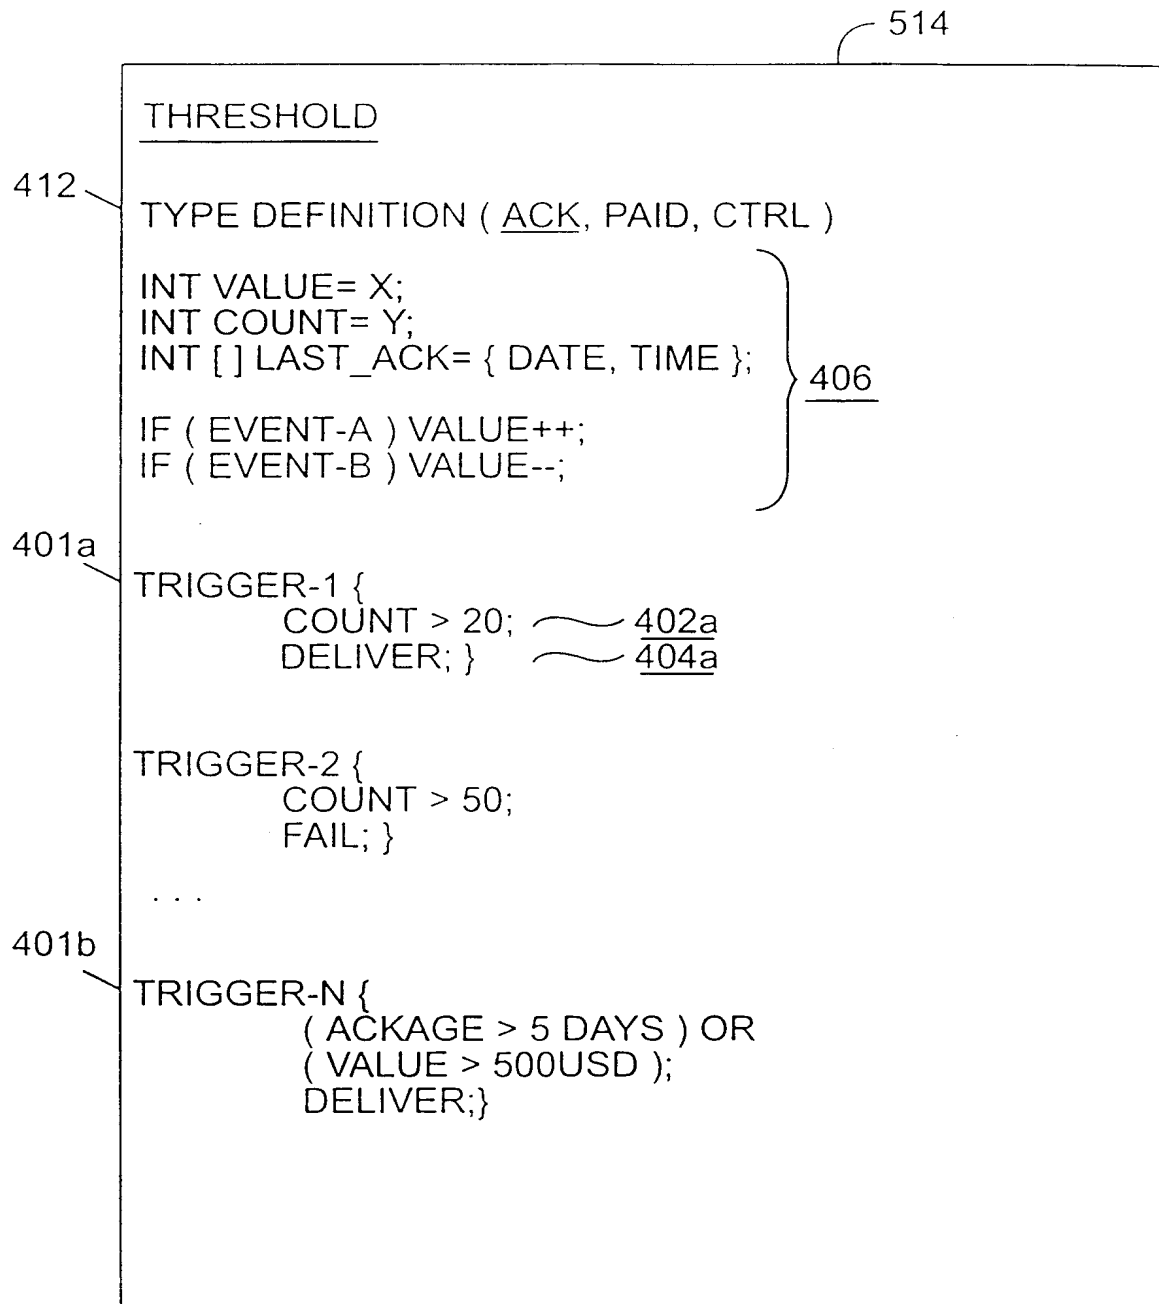 514
THRESHOLD
412
TYPE DEFINITION ( ACK, PAID, CTRL )
INT VALUE= X;
INT COUNT= Y;
INT [ ] LAST_ACK= { DATE, TIME };
406
IF ( EVENT-A ) VALUE++;
IF ( EVENT-B ) VALUE--;
401a
TRIGGER-1 {
COUNT > 20; 402a
DELIVER; } 404a
TRIGGER-2 {
COUNT > 50;
FAIL; }
. . .
401b
TRIGGER-N {
( ACKAGE > 5 DAYS ) OR
( VALUE > 500USD );
DELIVER;}